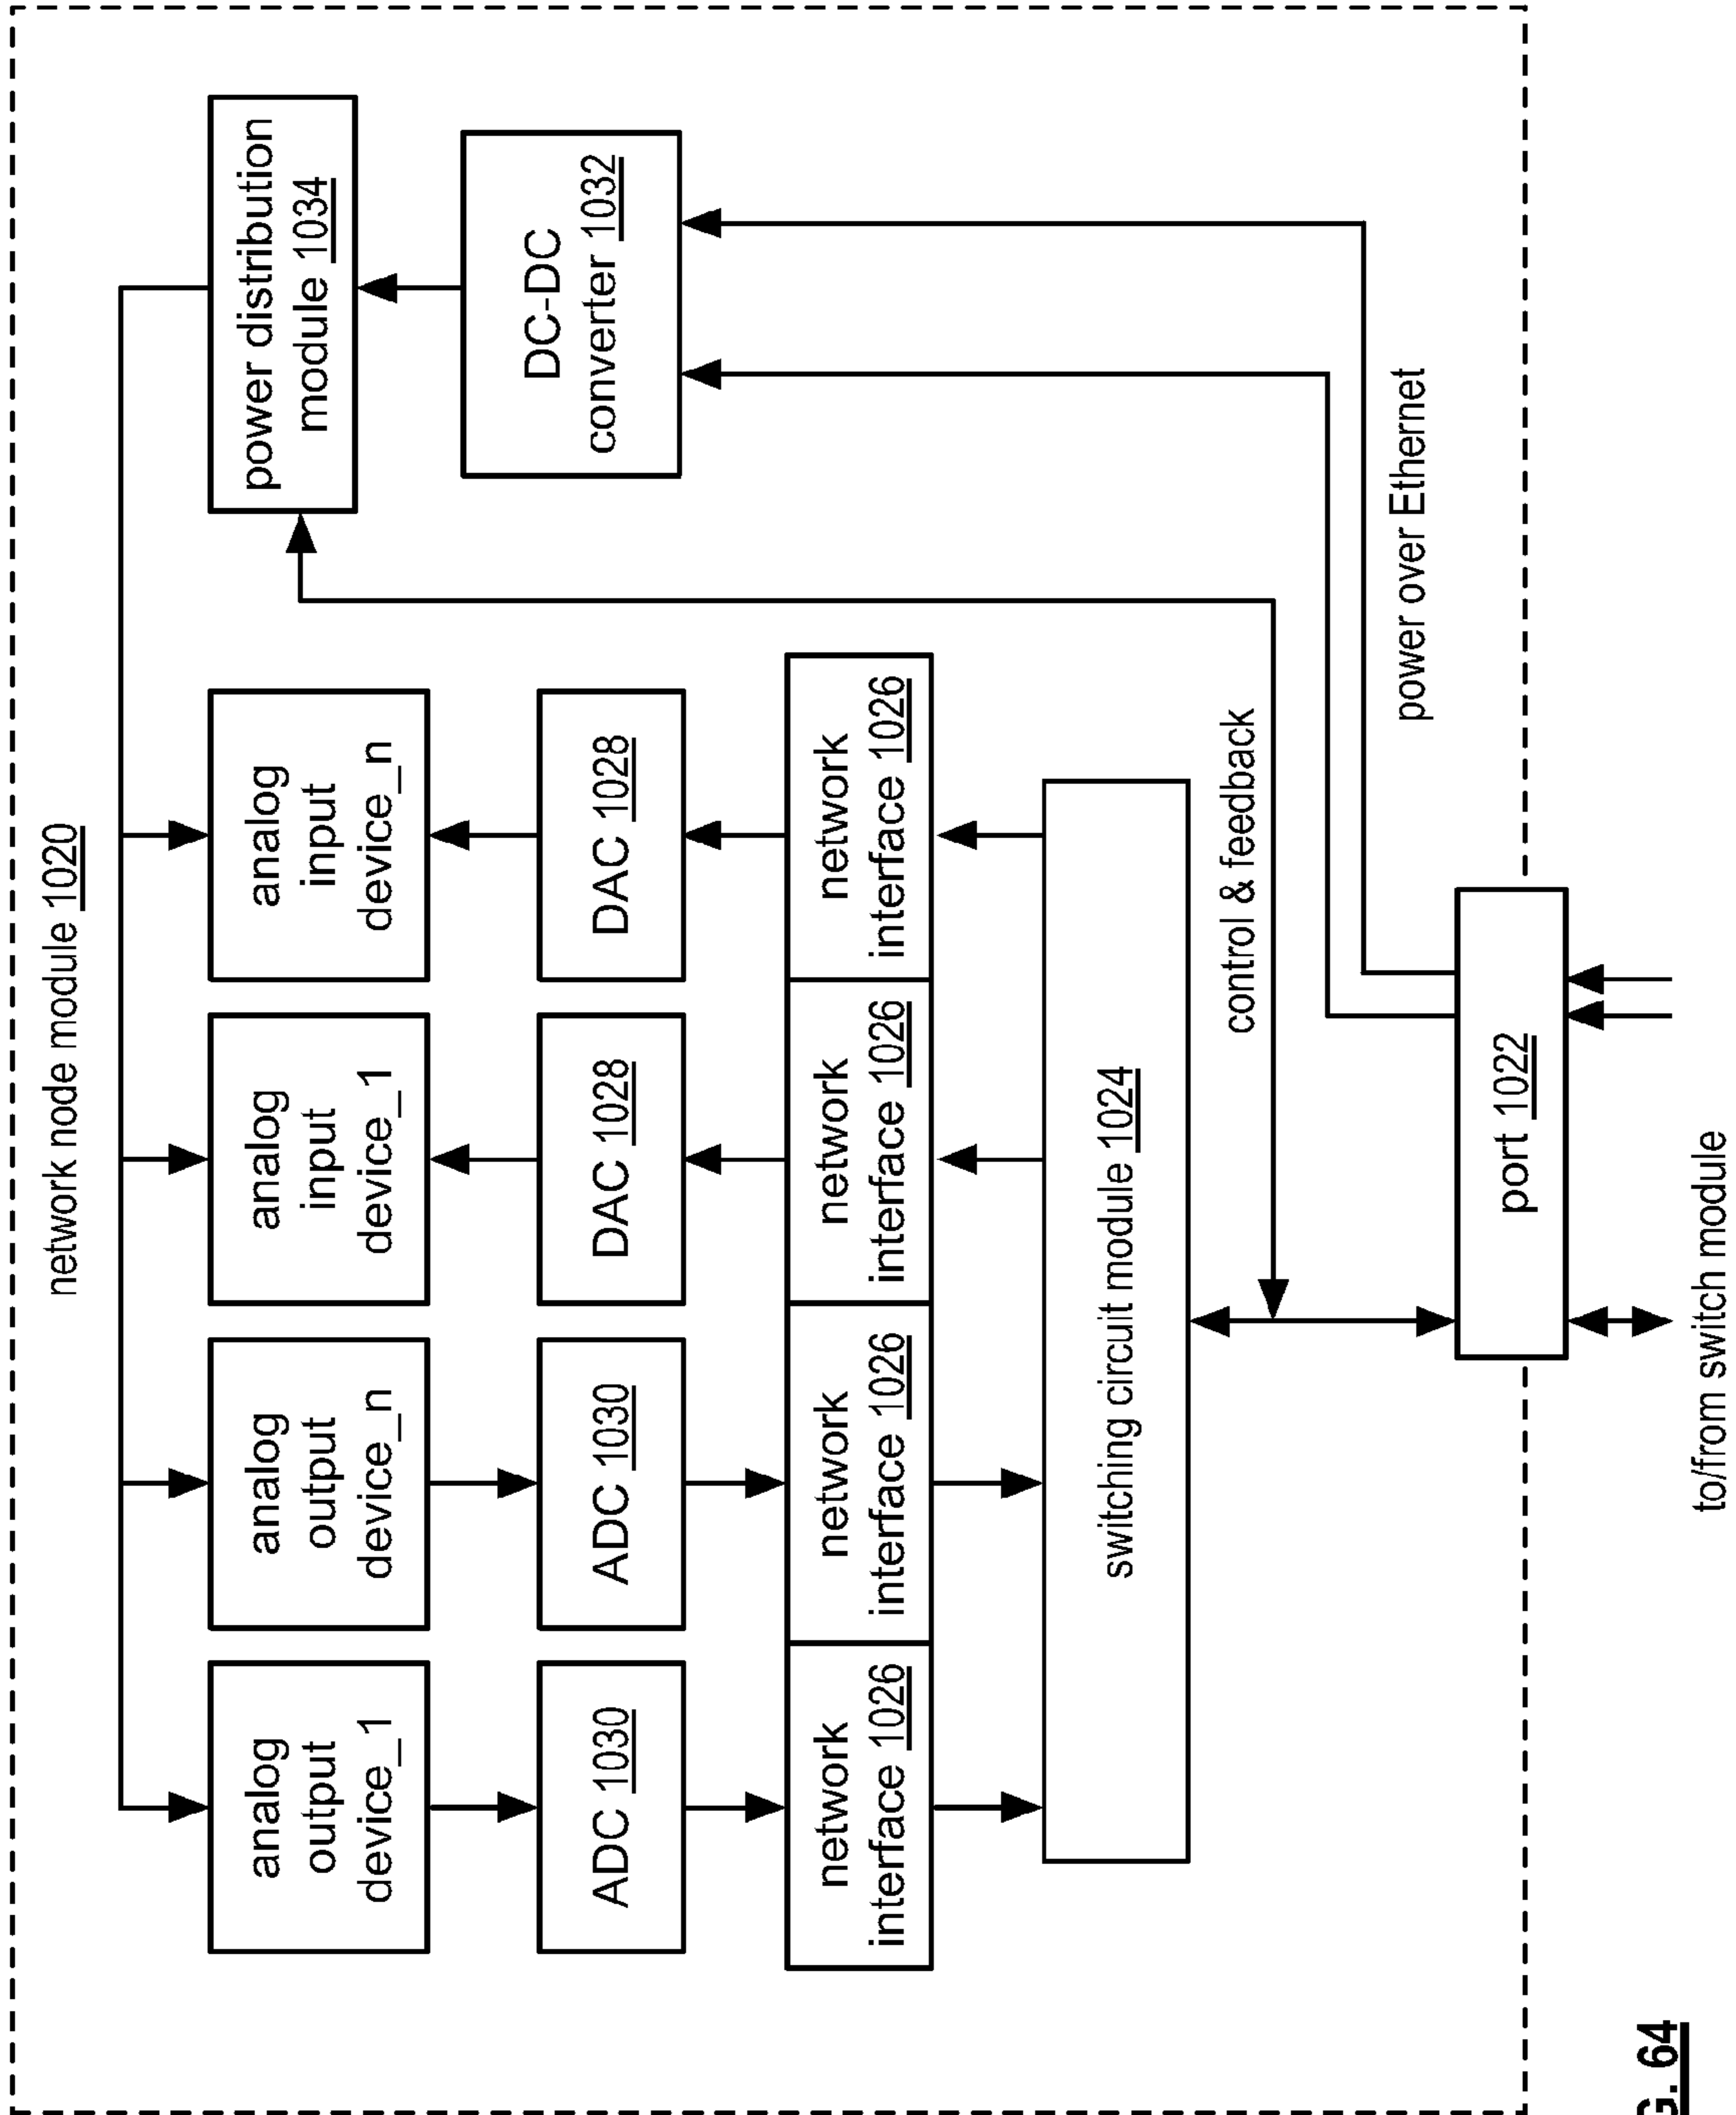 network node module 1020
analog
output
device_1
analog
output
device_n
analog
input
device_1
analog
input
device_n
power distribution
module 1034
ADC 1030
ADC 1030
DAC 1028
DAC 1028
DC-DC
converter 1032
network
interface 1026
network
interface 1026
network
interface 1026
network
interface 1026
switching circuit module 1024
control & feedback
power over Ethernet
port 1022
to/from switch module
G. 64